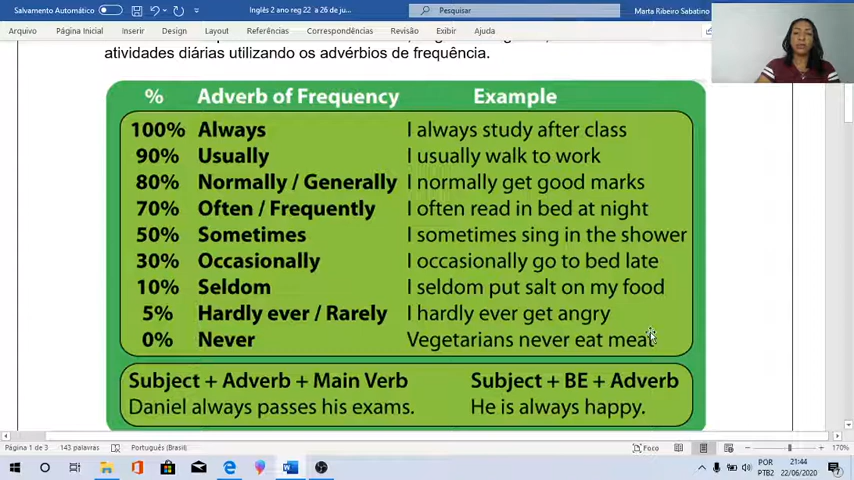 Salvamento Automático
Inglês 2 ano reg 22 a 26 de ju...
Pesquisar
Marta Ribeiro Sabatino
Arquivo Página Inicial Inserir Design Layout Referências Correspondências Revisão Exibir Ajuda
atividades diárias utilizando os advérbios de frequência.
% Adverb of Frequency Example
100% Always I always study after class
90% Usually I usually walk to work
80% Normally / Generally I normally get good marks
70% Often / Frequently I often read in bed at night
50% Sometimes I sometimes sing in the shower
30% Occasionally I occasionally go to bed late
10% Seldom I seldom put salt on my food
5% Hardly ever / Rarely I hardly ever get angry
0% Never Vegetarians never eat meat
Subject + Adverb + Main Verb Subject + BE + Adverb
Daniel always passes his exams. He is always happy.
Página 1 de 3 143 palavras Português (Brasil) Foco 170%
POR 21:44
PTB2 22/06/2020